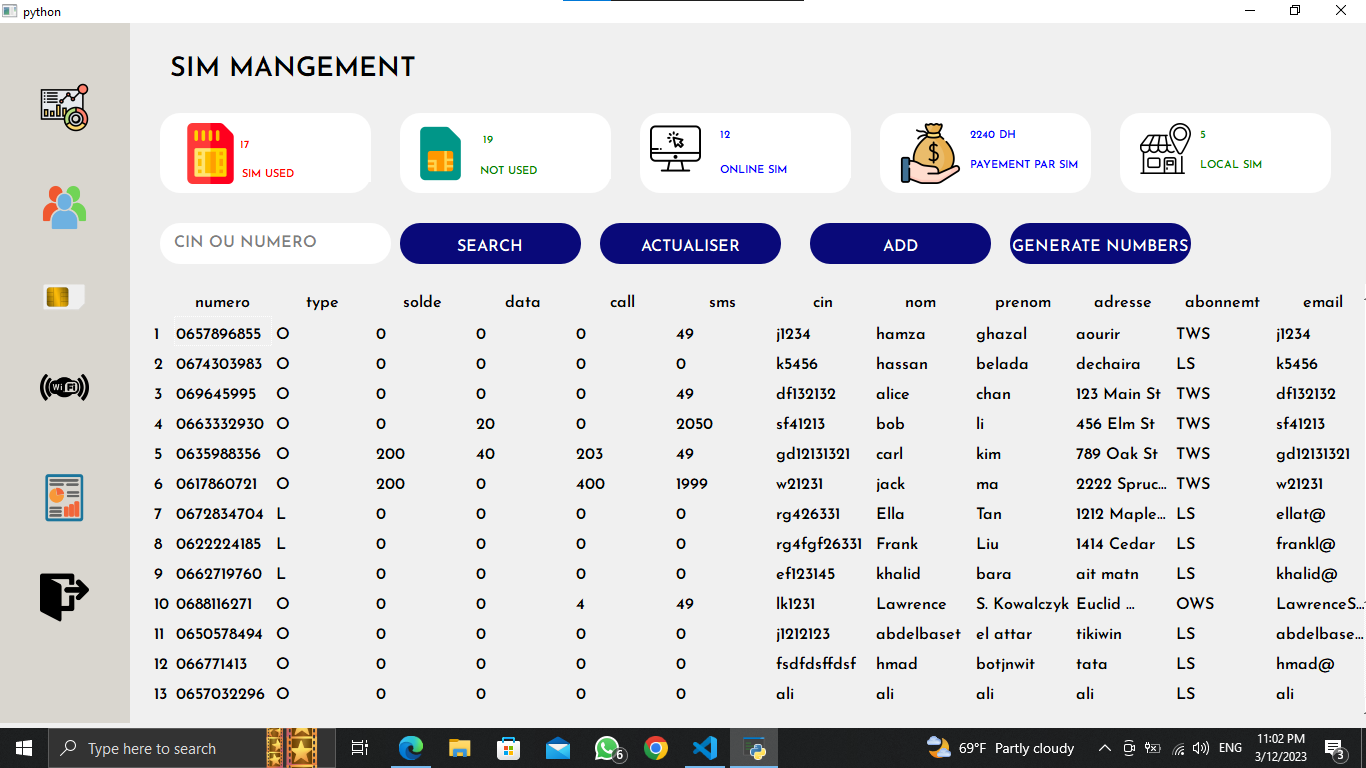 python
SIM MANGEMENT
17
SIM USED
19
NOT USED
12
ONLINE SIM
2240 DH
PAYEMENT PAR SIM
5
LOCAL SIM
CIN OU NUMERO SEARCH ACTUALISER ADD GENERATE NUMBERS
numero type solde data call sms cin nom prenom adresse abonnemt email
1 0657896855 O 0 0 0 49 j1234 hamza ghazal aourir TWS j1234
2 0674303983 O 0 0 0 0 k5456 hassan belada dechaira LS k5456
3 069645995 O 0 0 0 49 df132132 alice chan 123 Main St TWS df132132
4 0663332930 O 0 20 0 2050 sf41213 bob li 456 Elm St TWS sf41213
5 0635988356 O 200 40 203 49 gd12131321 carl kim 789 Oak St TWS gd12131321
6 0617860721 O 200 0 400 1999 w21231 jack ma 2222 Spruc... TWS w21231
7 0672834704 L 0 0 0 0 rg426331 Ella Tan 1212 Maple... LS ellat@
8 0622224185 L 0 0 0 0 rg4fgf26331 Frank Liu 1414 Cedar LS frankl@
9 0662719760 L 0 0 0 0 ef123145 khalid bara ait matn LS khalid@
10 0688116271 O 0 0 4 49 lk1231 Lawrence S. Kowalczyk Euclid ... OWS LawrenceS...
11 0650578494 O 0 0 0 0 j1212123 abdelbaset el attar tikiwin LS abdelbase...
12 066771413 O 0 0 0 0 fsdfdsffdsf hmad botjnwit tata LS hmad@
13 0657032296 O 0 0 0 0 ali ali ali ali LS ali
WiFi
Type here to search
6
69°F Partly cloudy
ENG
11:02 PM
3/12/2023
3